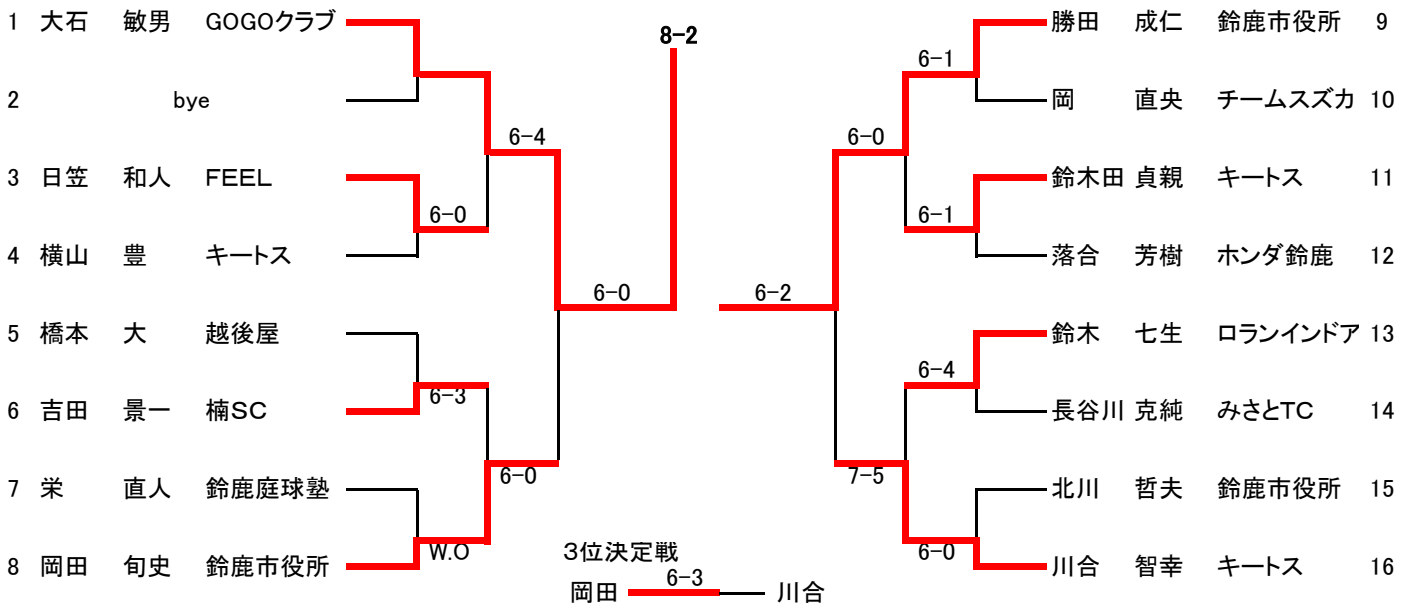 1 大石 敏男 GOGOクラブ
2 bye
3 日笠 和人 FEEL
4 横山 豊 キートス
5 橋本 大 越後屋
6 吉田 景一 楠SC
7 栄 直人 鈴鹿庭球塾
8 岡田 旬史 鈴鹿市役所
6-0
6-3
W.O
6-4
6-0
6-0
8-2
6-2
6-0
7-5
6-1
6-1
6-4
6-0
勝田 成仁 鈴鹿市役所 9
岡 直央 チームスズカ 10
鈴木田 貞親 キートス 11
落合 芳樹 ホンダ鈴鹿 12
鈴木 七生 ロランインドア 13
長谷川 克純 みさとTC 14
北川 哲夫 鈴鹿市役所 15
川合 智幸 キートス 16
3位決定戦
岡田 6-3 川合